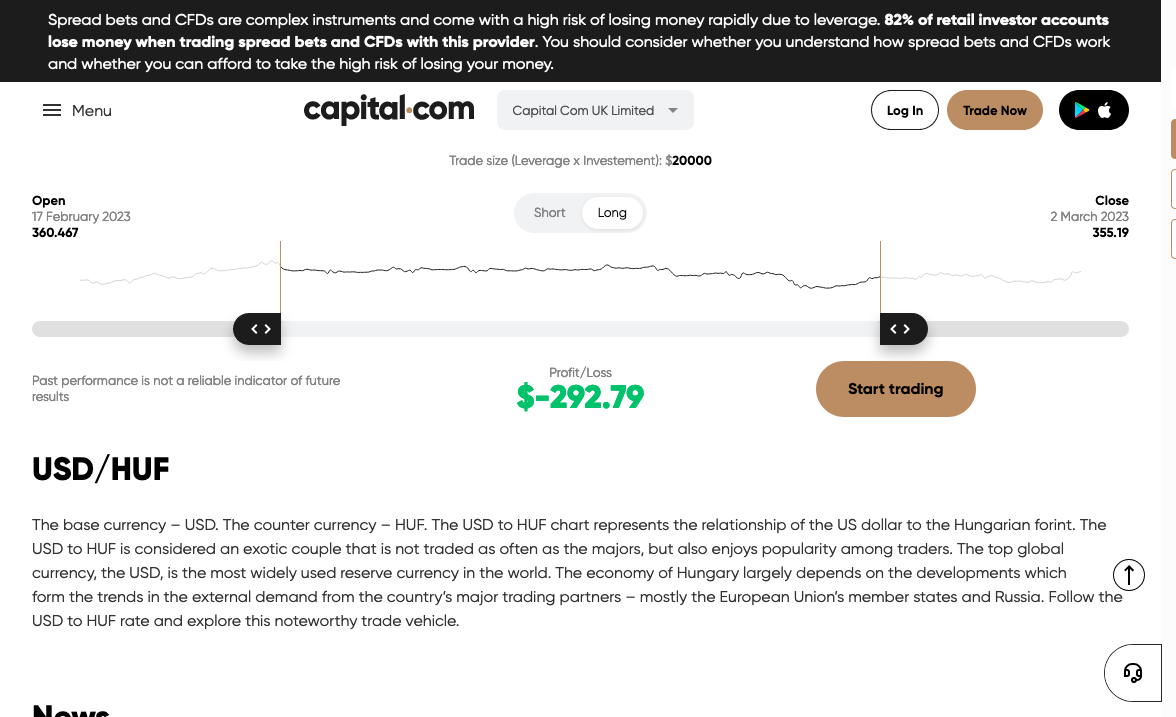 Spread bets and CFDs are complex instruments and come with a high risk of losing money rapidly due to leverage. 82% of retail investor accounts
lose money when trading spread bets and CFDs with this provider. You should consider whether you understand how spread bets and CFDs work
and whether you can afford to take the high risk of losing your money.
Menu
capital.com
Capital Com UK Limited
Log In
Trade Now
Trade size (Leverage x Investement): $20000
Open
17 February 2023
360.467
Short
Long
Close
2 March 2023
355.19
Past performance is not a reliable indicator of future
results
Profit/Loss
$-292.79
Start trading
USD/HUF
The base currency – USD. The counter currency – HUF. The USD to HUF chart represents the relationship of the US dollar to the Hungarian forint. The
USD to HUF is considered an exotic couple that is not traded as often as the majors, but also enjoys popularity among traders. The top global
currency, the USD, is the most widely used reserve currency in the world. The economy of Hungary largely depends on the developments which
form the trends in the external demand from the country’s major trading partners – mostly the European Union’s member states and Russia. Follow the
USD to HUF rate and explore this noteworthy trade vehicle.
News